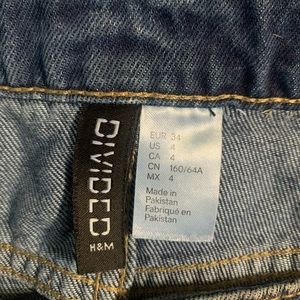 DIVIDED
H&M
EUR 34
US 4
CA 4
CN 160/64A
MX 4
Made in
Pakistan
Fabriqué en
Pakistan